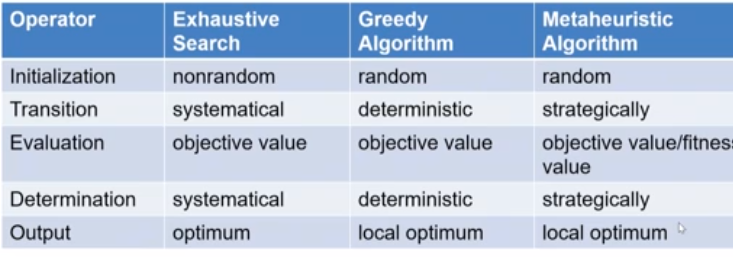 Operator Exhaustive Search Greedy Algorithm Metaheuristic Algorithm
Initialization nonrandom random random
Transition systematical deterministic strategically
Evaluation objective value objective value objective value/fitness value
Determination systematical deterministic strategically
Output optimum local optimum local optimum